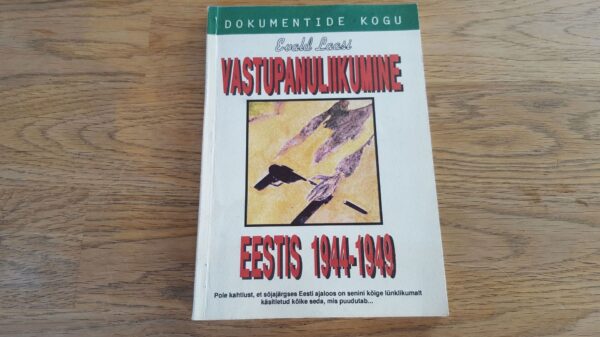 DOKUMENTIDE KOGU
Evald Laasi
VASTUPANULIIKUMINE
EESTIS 1944-1949
Pole kahtlust, et sõjajärgses Eesti ajaloos on senini kõige lünklikumalt
käsitletud kõike seda, mis puudutab...